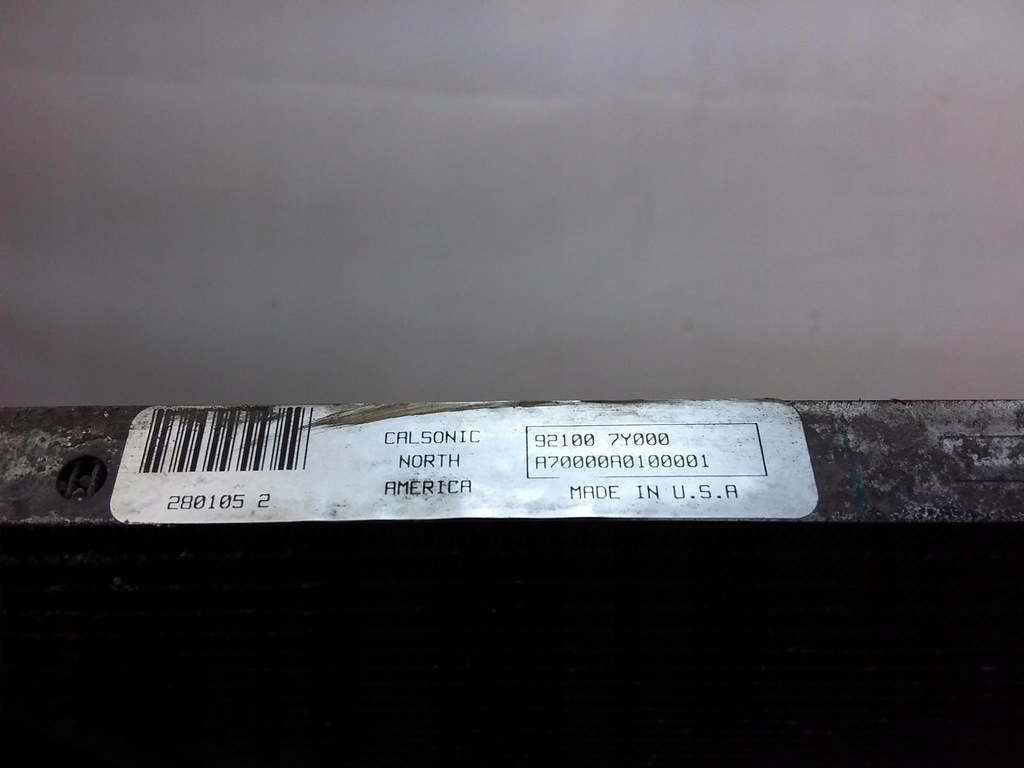 280105 2
CALSONIC
NORTH
AMERICA
92100 7Y000
A70000A0100001
MADE IN U.S.A